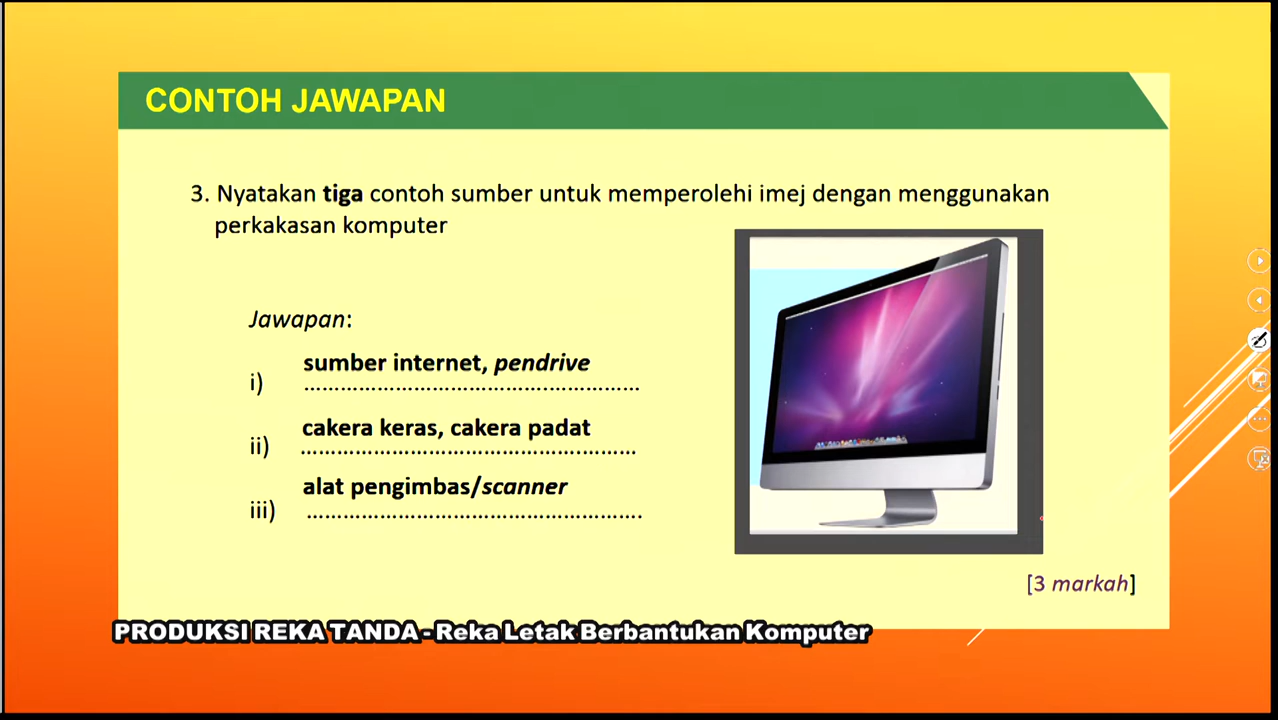 CONTOH JAWAPAN
3. Nyatakan tiga contoh sumber untuk memperolehi imej dengan menggunakan
perkakasan komputer
Jawapan:
i) sumber internet, pendrive
ii) cakera keras, cakera padat
iii) alat pengimbas/scanner
[3 markah]
PRODUKSI REKA TANDA - Reka Letak Berbantukan Komputer